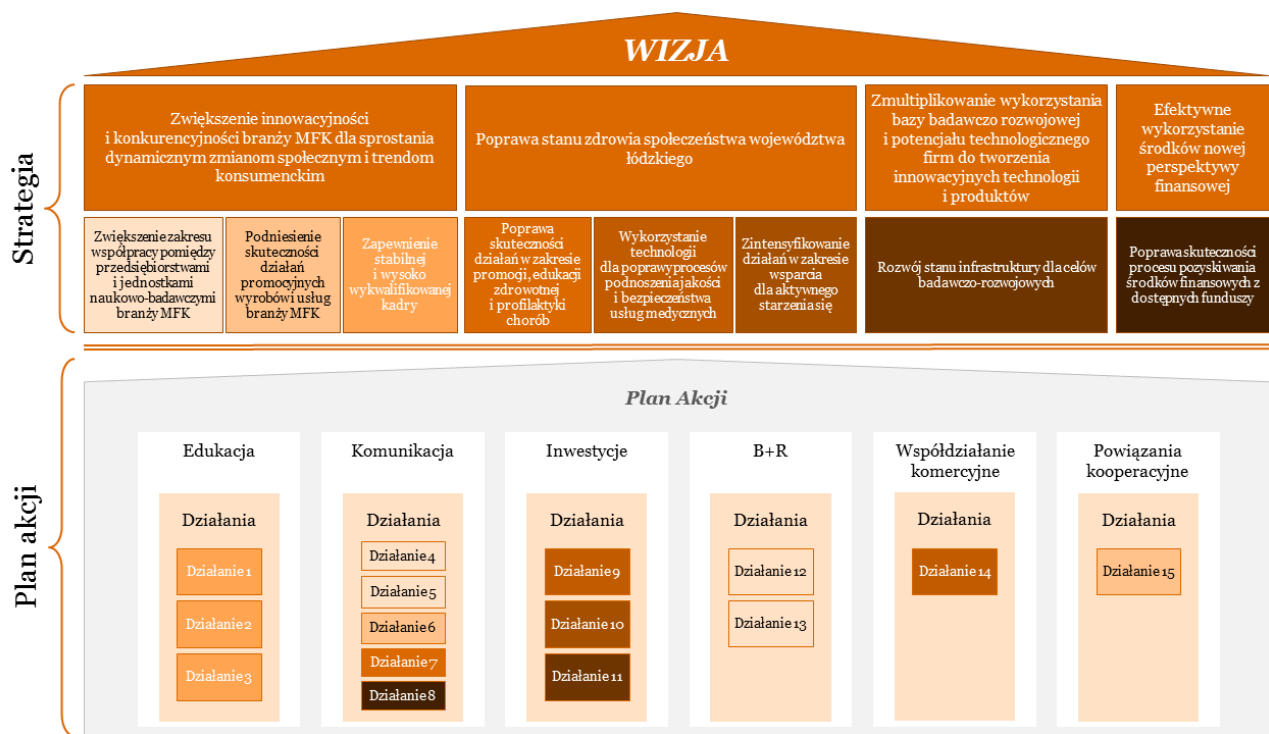 WIZJA
Strategia
Zwiększenie innowacyjności
i konkurencyjności branży MFK dla sprostania
dynamicznym zmianom społecznym i trendom
konsumenckim
Poprawa stanu zdrowia społeczeństwa województwa
łódzkiego
Zmultiplikowanie wykorzystania
bazy badawczo rozwojowej
i potencjału technologicznego
firm do tworzenia
innowacyjnych technologii
i produktów
Efektywne
wykorzystanie
środków nowej
perspektywy
finansowej
Zwiększenie zakresu
współpracy pomiędzy
przedsiębiorstwami
i jednostkami
naukowo-badawczymi
branży MFK
Podniesienie
skuteczności
działań
promocyjnych
wyrobów i usług
branży MFK
Zapewnienie
stabilnej
i wysoko
wykwalifikowanej
kadry
Poprawa
skuteczności
działań w zakresie
promocji, edukacji
zdrowotnej
i profilaktyki
chorób
Wykorzystanie
technologii
dla poprawy procesów
podnoszenia jakości
i bezpieczeństwa
usług medycznych
Zintensyfikowanie
działań w zakresie
wsparcia
dla aktywnego
starzenia się
Rozwój stanu infrastruktury dla celów
badawczo-rozwojowych
Poprawa skuteczności
procesu pozyskiwania
środków finansowych z
dostępnych funduszy
Plan akcji
Plan Akcji
Edukacja
Działania
Działanie 1
Działanie 2
Działanie 3
Komunikacja
Działania
Działanie 4
Działanie 5
Działanie 6
Działanie 7
Działanie 8
Inwestycje
Działania
Działanie 9
Działanie 10
Działanie 11
B+R
Działania
Działanie 12
Działanie 13
Współdziałanie
komercyjne
Działania
Działanie 14
Powiązania
kooperacyjne
Działania
Działanie 15